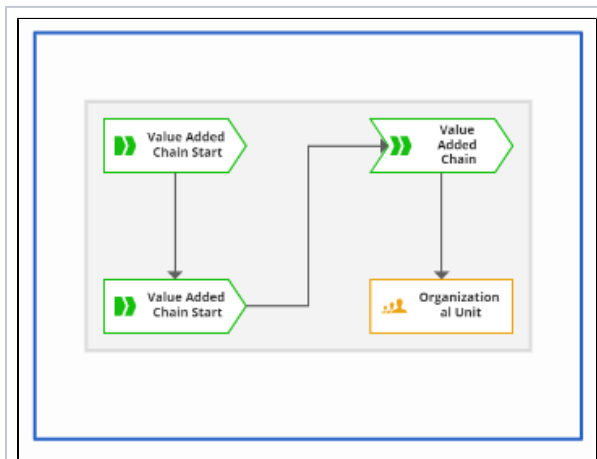 Value Added
Chain Start
Value
Added
Chain
Value Added
Chain Start
Organization
al Unit